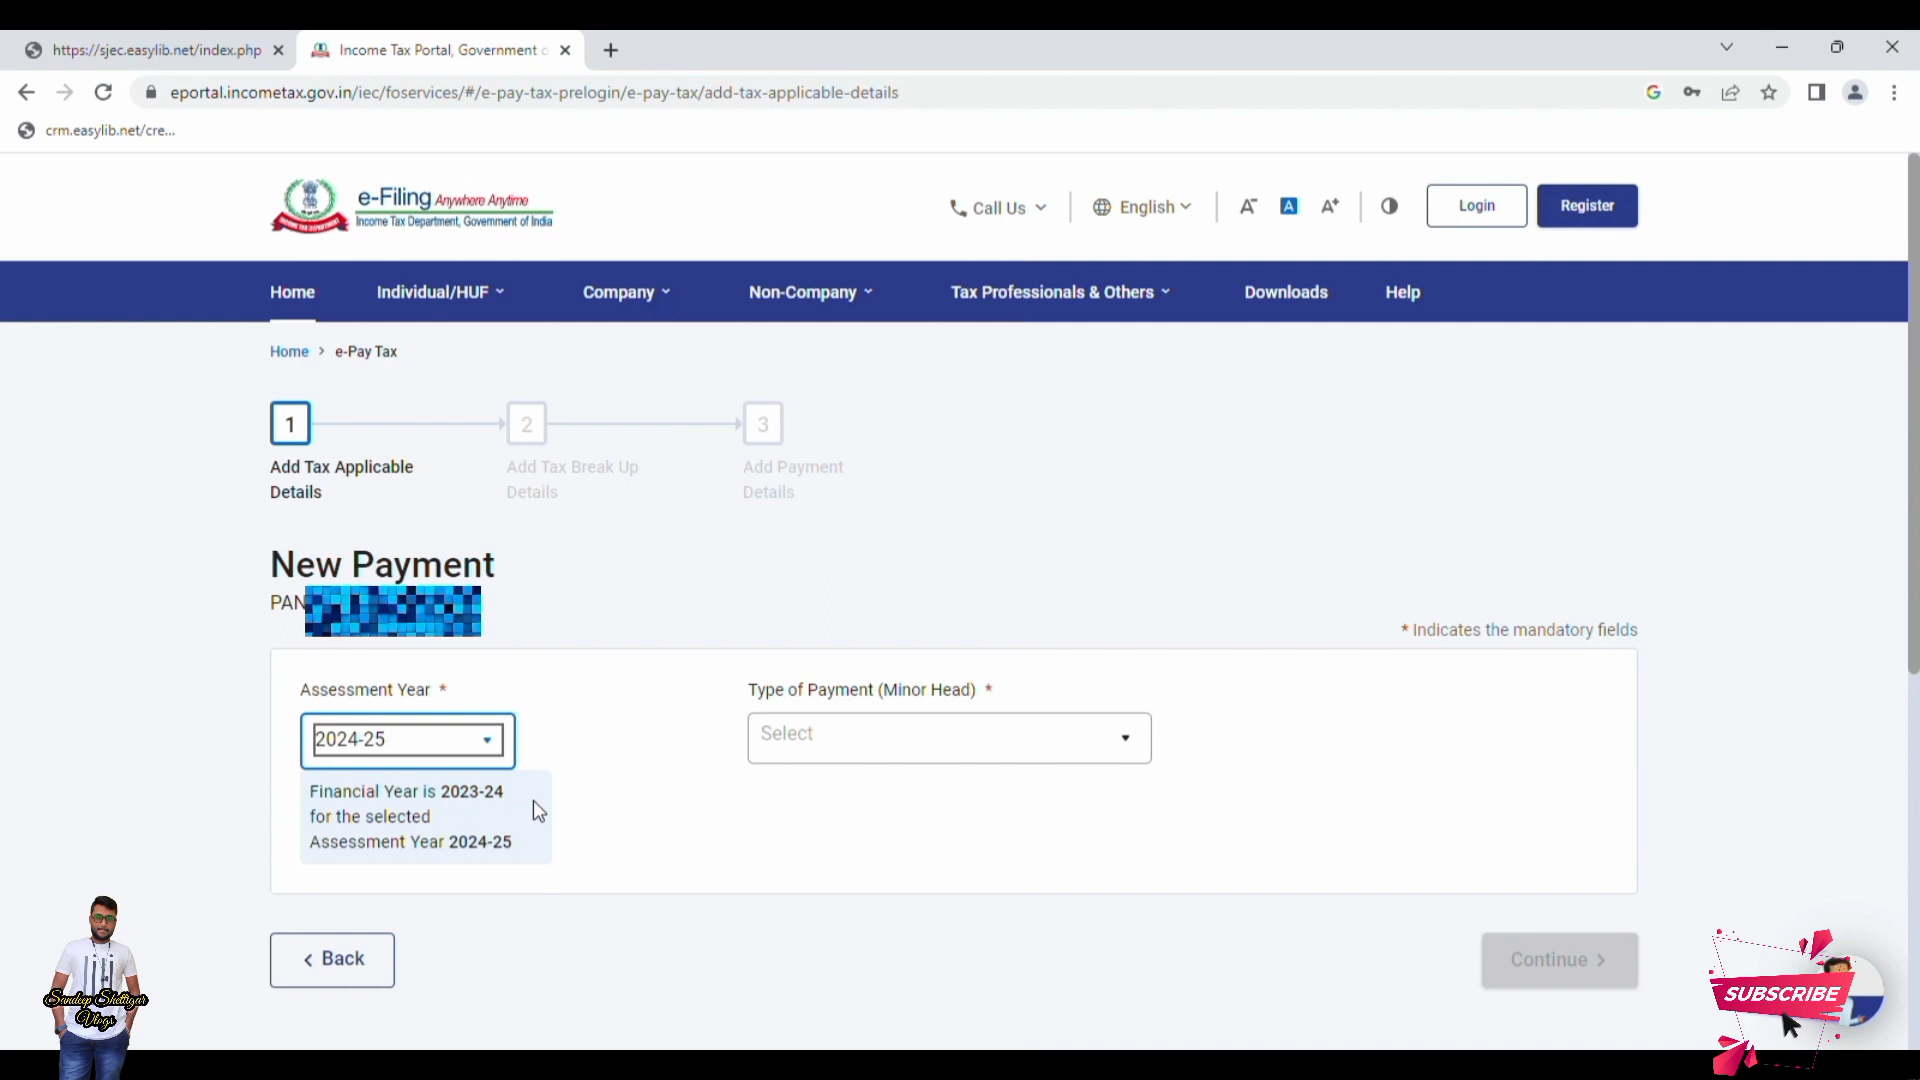 https://sjec.easylib.net/index.php
Income Tax Portal, Government
eportal.incometax.gov.in/iec/foservices/#/e-pay-tax-prelogin/e-pay-tax/add-tax-applicable-details
crm.easylib.net/cre...
e-Filing Anywhere Anytime
Income Tax Department, Government of India
Call Us
English
A-
A
A+
Login
Register
Home
Individual/HUF
Company
Non-Company
Tax Professionals & Others
Downloads
Help
Home > e-Pay Tax
1
2
3
Add Tax Applicable
Details
Add Tax Break Up
Details
Add Payment
Details
New Payment
PAN
* Indicates the mandatory fields
Assessment Year *
Type of Payment (Minor Head) *
2024-25
Select
Financial Year is 2023-24
for the selected
Assessment Year 2024-25
< Back
Continue >
Sandeep Shettigar
Vlogs
SUBSCRIBE